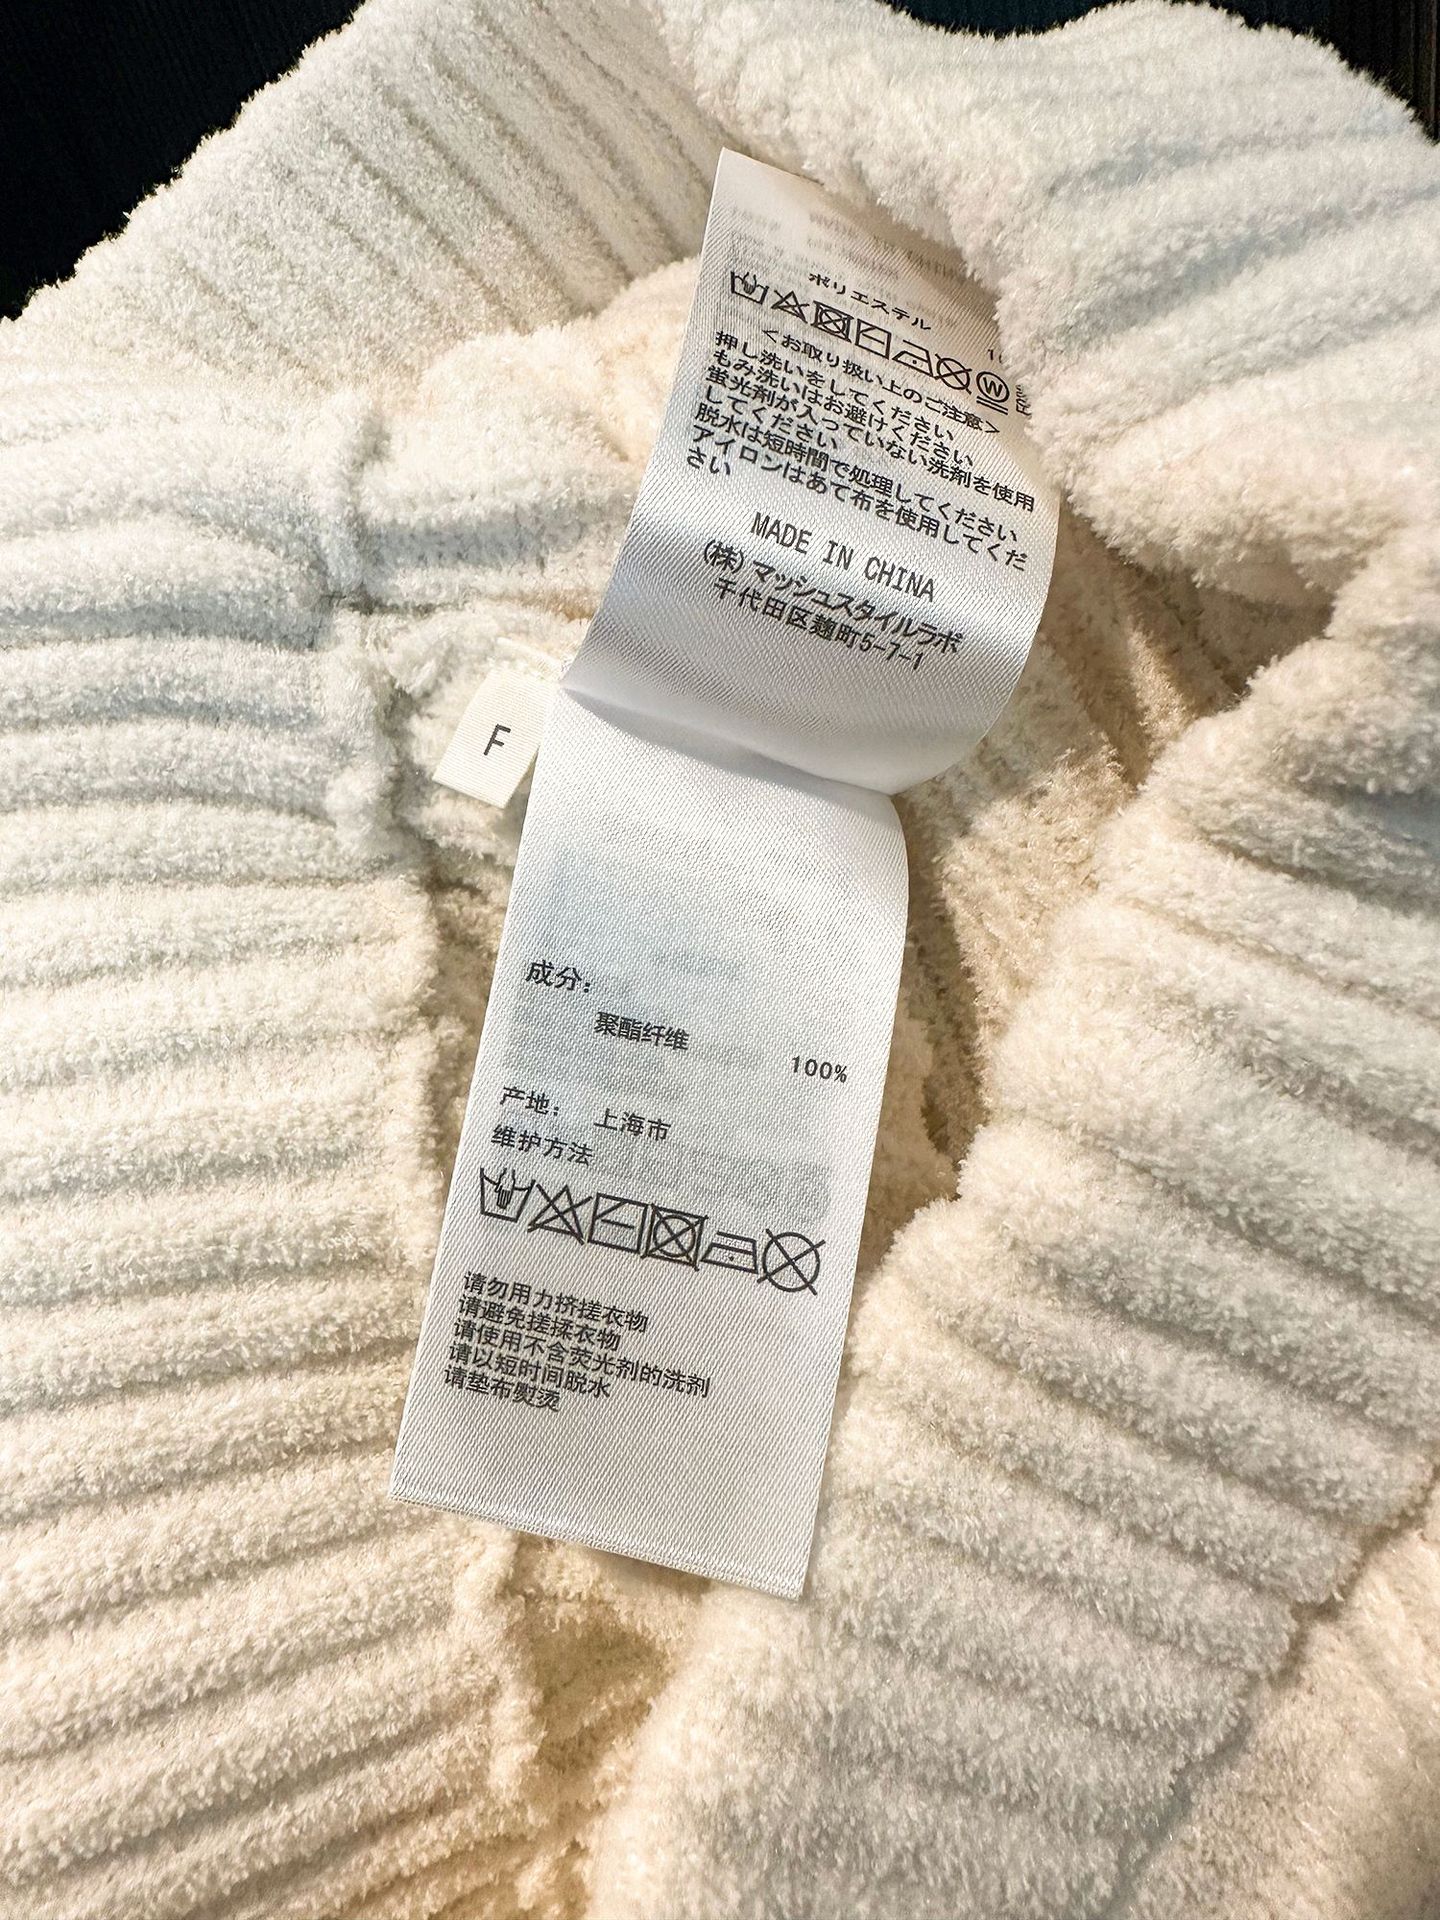 ポリエステル
<お取り扱い上のご注意>
押し洗いをしてください
もみ洗いはお避けください
蛍光剤が入っていない洗剤を使用
してください
脱水は短時間で処理してください
アイロンはあて布を使用してくだ
さい
MADE IN CHINA
(株)マッシュスタイルラボ
千代田区麹町5-7-1
F
成分:
聚酯纤维 100%
产地: 上海市
维护方法
请勿用力挤搓衣物
请避免搓揉衣物
请使用不含荧光剂的洗剂
请以短时间脱水
请垫布熨烫